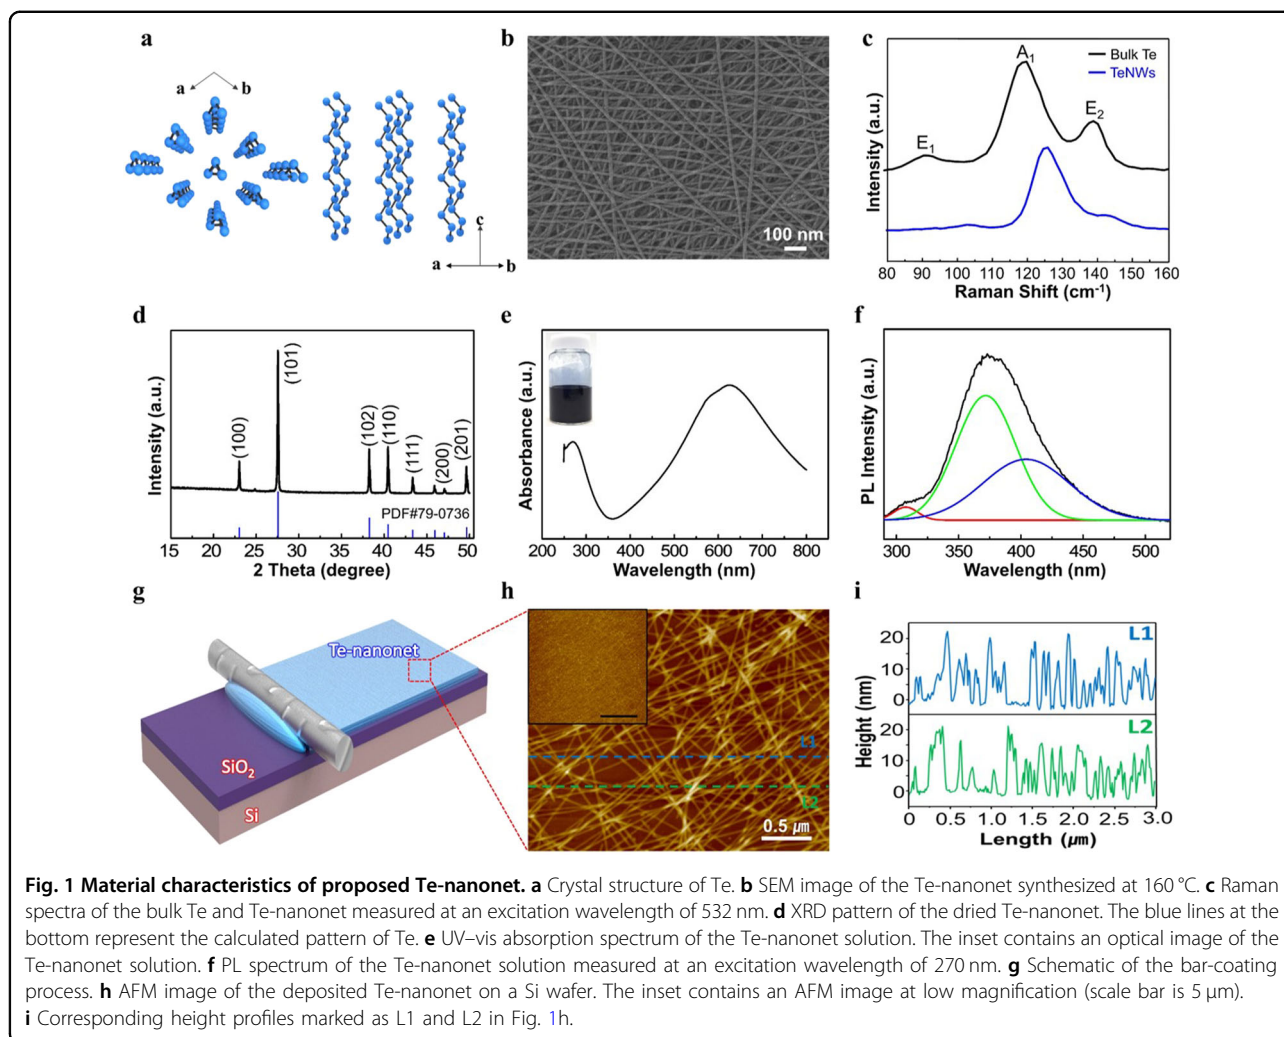 a
a
b
c
a
b
b
100 nm
c
Bulk Te
TeNWs
A1
E1
E2
Intensity (a.u.)
80 90 100 110 120 130 140 150 160
Raman Shift (cm-1)
d
Intensity (a.u.)
(100)
(101)
(102)
(110)
(111)
(200)
(201)
PDF#79-0736
15 20 25 30 35 40 45 50
2 Theta (degree)
e
Absorbance (a.u.)
200 300 400 500 600 700 800
Wavelength (nm)
f
PL Intensity (a.u.)
300 350 400 450 500
Wavelength (nm)
g
Te-nanonet
SiO2
Si
h
L1
L2
0.5 μm
i
L1
20
10
0
L2
20
10
0
Height (nm)
0 0.5 1.0 1.5 2.0 2.5 3.0
Length (μm)
Fig. 1 Material characteristics of proposed Te-nanonet. a Crystal structure of Te. b SEM image of the Te-nanonet synthesized at 160 °C. c Raman
spectra of the bulk Te and Te-nanonet measured at an excitation wavelength of 532 nm. d XRD pattern of the dried Te-nanonet. The blue lines at the
bottom represent the calculated pattern of Te. e UV–vis absorption spectrum of the Te-nanonet solution. The inset contains an optical image of the
Te-nanonet solution. f PL spectrum of the Te-nanonet solution measured at an excitation wavelength of 270 nm. g Schematic of the bar-coating
process. h AFM image of the deposited Te-nanonet on a Si wafer. The inset contains an AFM image at low magnification (scale bar is 5 μm).
i Corresponding height profiles marked as L1 and L2 in Fig. 1h.